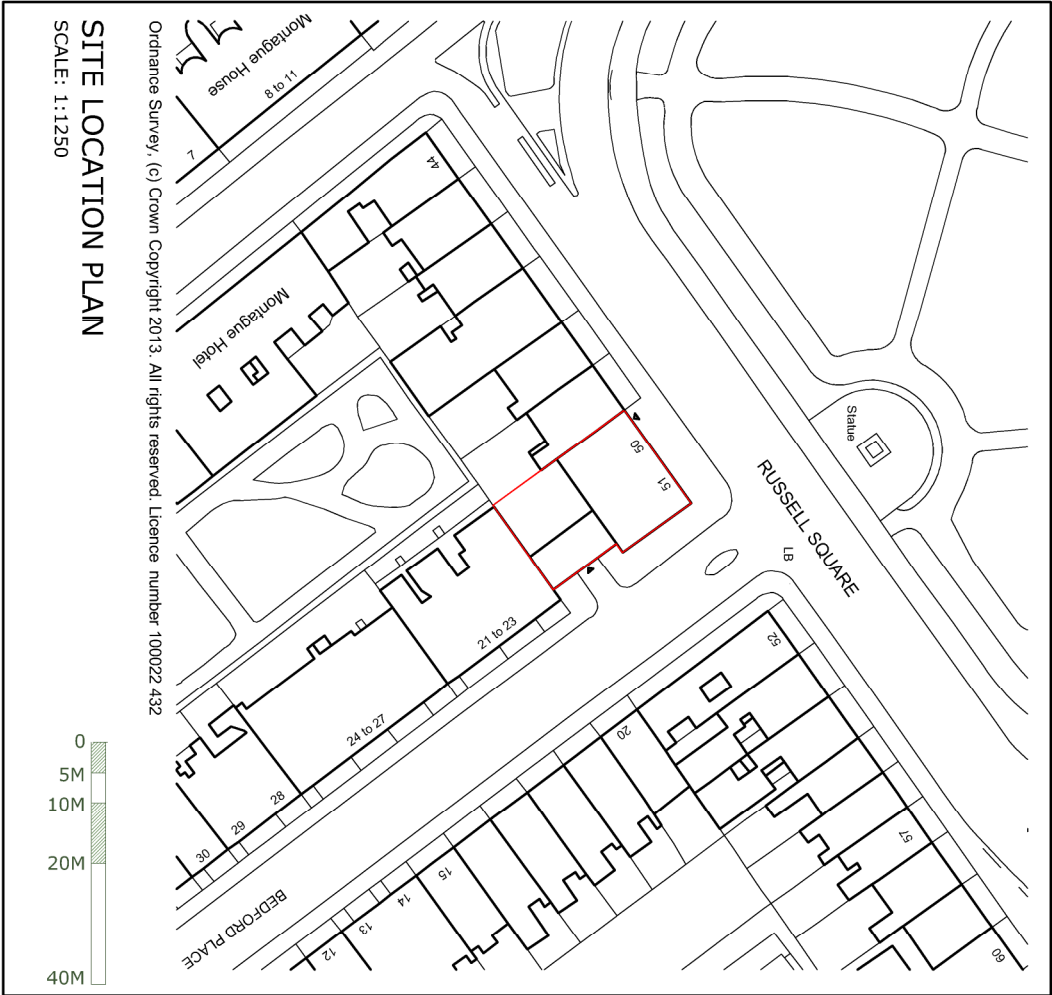 SITE LOCATION PLAN
SCALE: 1:1250
Ordnance Survey, (c) Crown Copyright 2013. All rights reserved. Licence number 100022 432
Montague House
8 to 11
7
44
Montague Hotel
50
51
Statue
RUSSELL SQUARE
LB
52
57
60
21 to 23
24 to 27
28
29
30
20
15
14
13
12
BEDFORD PLACE
0
5M
10M
20M
40M